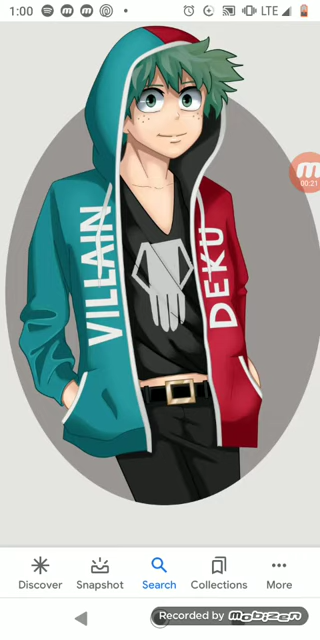 1:00
LTE
00:21
VILLAIN
DEKU
Discover
Snapshot
Search
Collections
More
Recorded by mobizen